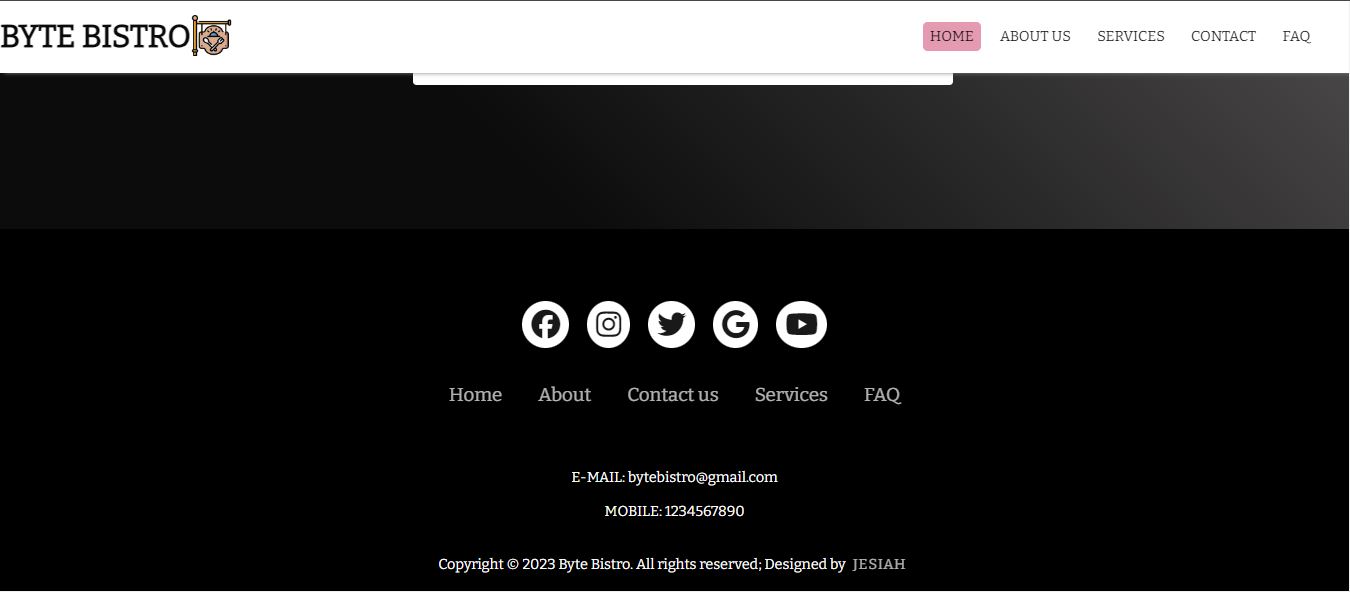 BYTE BISTRO
HOME ABOUT US SERVICES CONTACT FAQ
Home About Contact us Services FAQ
E-MAIL: bytebistro@gmail.com
MOBILE: 1234567890
Copyright © 2023 Byte Bistro. All rights reserved; Designed by JESIAH